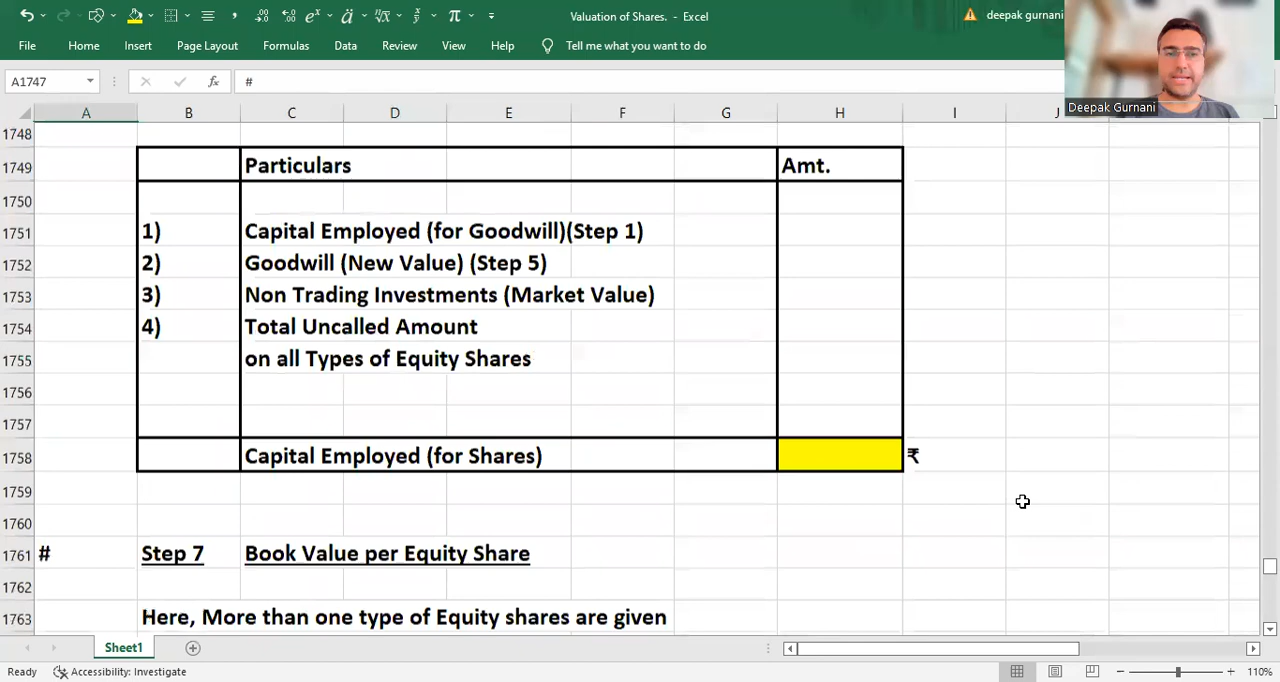 Valuation of Shares. - Excel
deepak gurnani
File Home Insert Page Layout Formulas Data Review View Help Tell me what you want to do
Deepak Gurnani
A1747 fx #
A B C D E F G H I J
1748
1749 Particulars Amt.
1750
1751 1) Capital Employed (for Goodwill)(Step 1)
1752 2) Goodwill (New Value) (Step 5)
1753 3) Non Trading Investments (Market Value)
1754 4) Total Uncalled Amount
1755 on all Types of Equity Shares
1756
1757
1758 Capital Employed (for Shares) ₹
1759
1760
1761 # Step 7 Book Value per Equity Share
1762
1763 Here, More than one type of Equity shares are given
Sheet1
Ready Accessibility: Investigate 110%